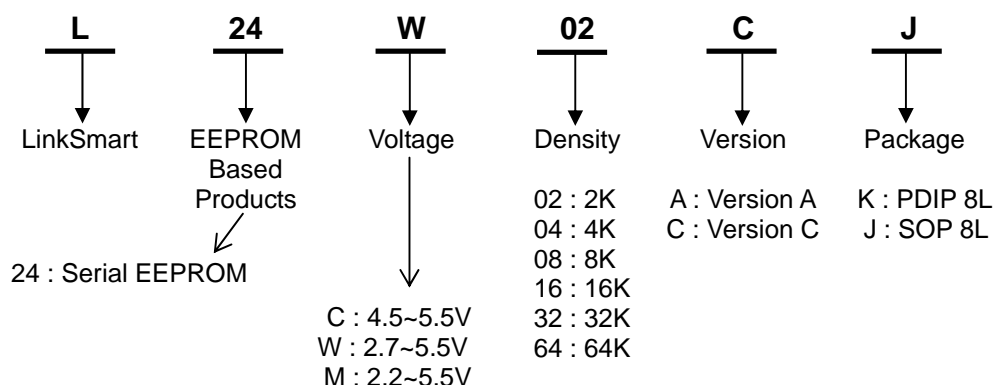 L 24 W 02 C J
LinkSmart EEPROM Voltage Density Version Package
Based
Products
24 : Serial EEPROM
C : 4.5~5.5V
W : 2.7~5.5V
M : 2.2~5.5V
02 : 2K
04 : 4K
08 : 8K
16 : 16K
32 : 32K
64 : 64K
A : Version A
C : Version C
K : PDIP 8L
J : SOP 8L